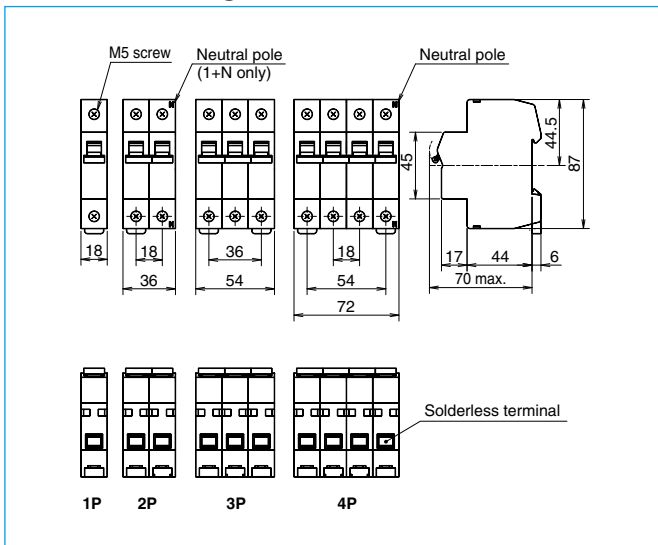 M5 screw
Neutral pole
(1+N only)
Neutral pole
45
44.5
87
18
18
36
36
54
18
54
72
17
44
6
70 max.
Solderless terminal
1P
2P
3P
4P
N
N
N